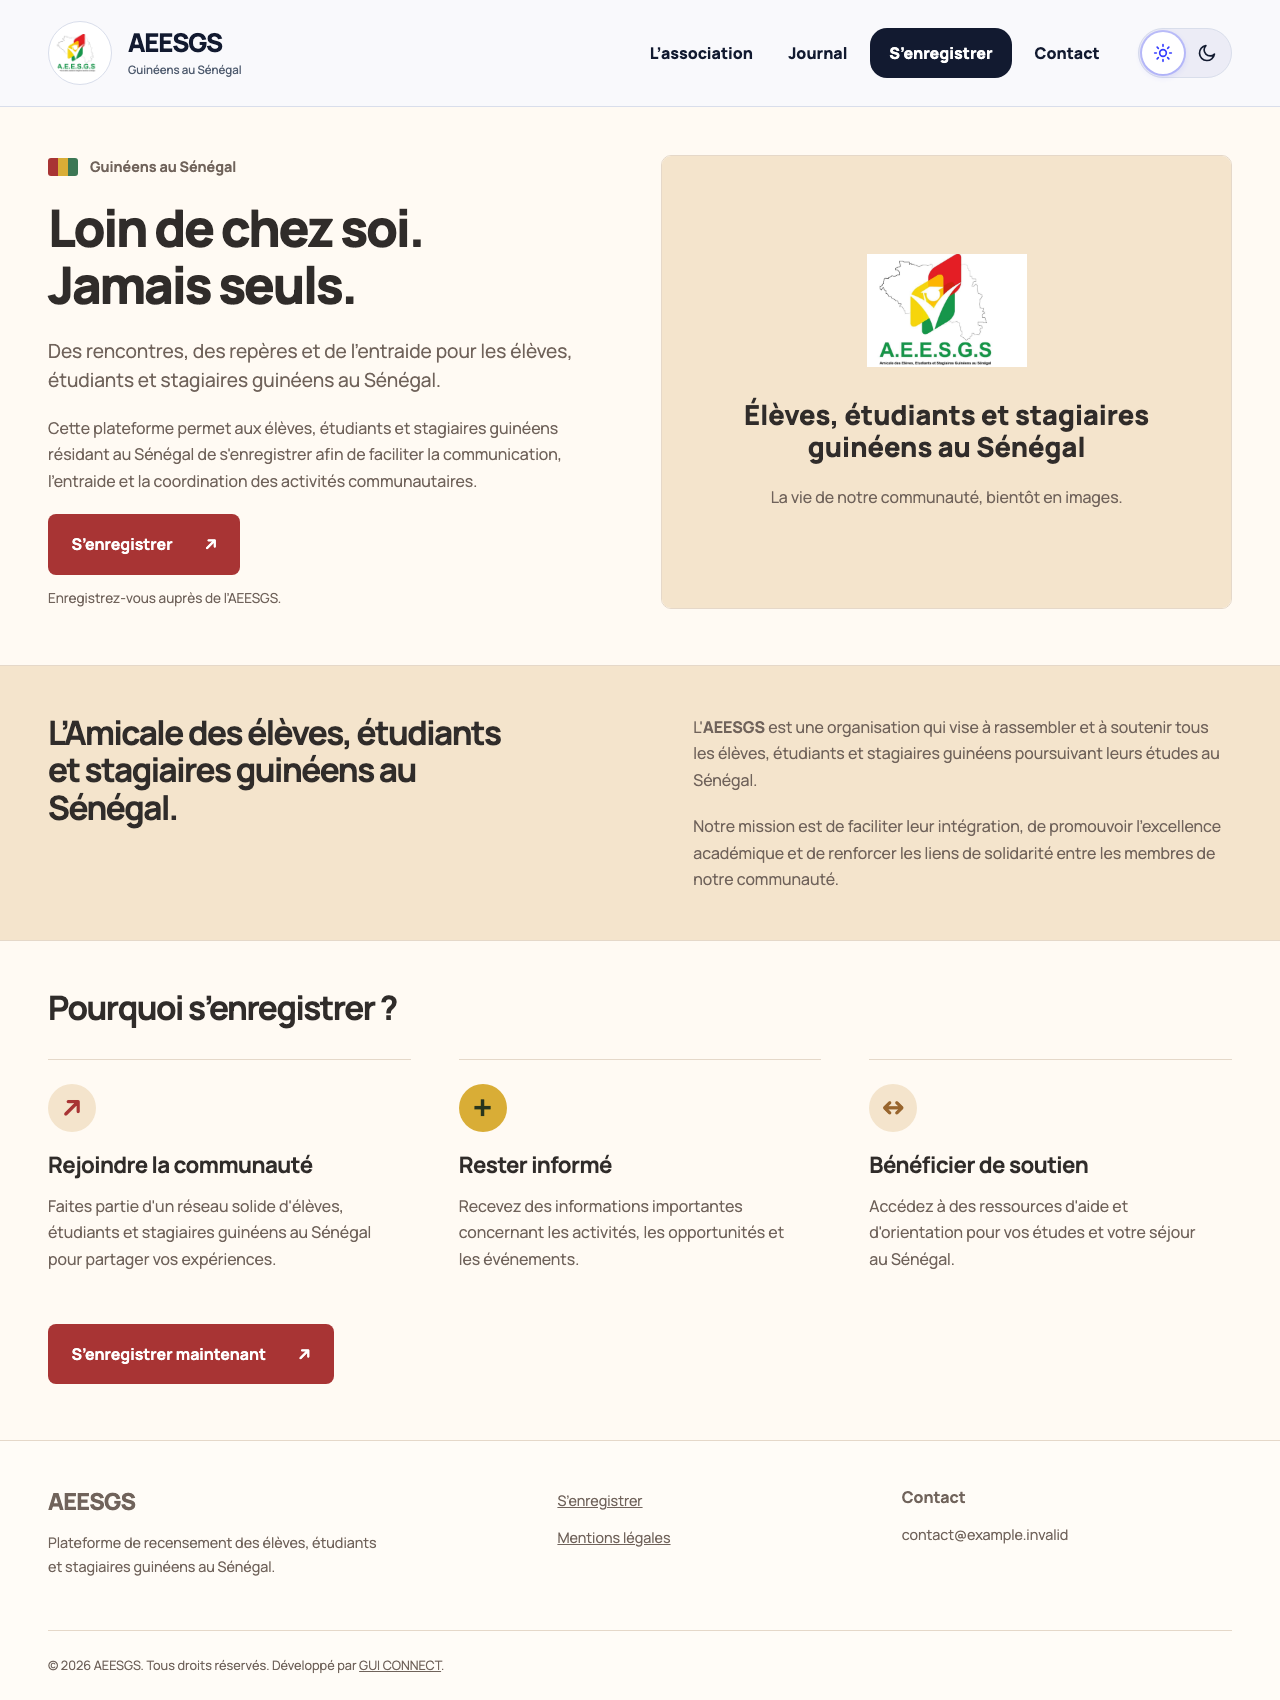 A.E.E.S.G.S
AEESGS
Guinéens au Sénégal
L’association
Journal
S’enregistrer
Contact
Guinéens au Sénégal
Loin de chez soi.
Jamais seuls.
Des rencontres, des repères et de l’entraide pour les élèves,
étudiants et stagiaires guinéens au Sénégal.
Cette plateforme permet aux élèves, étudiants et stagiaires guinéens
résidant au Sénégal de s'enregistrer afin de faciliter la communication,
l’entraide et la coordination des activités communautaires.
S’enregistrer
Enregistrez-vous auprès de l’AEESGS.
A.E.E.S.G.S
Amicale des Élèves, Étudiants et Stagiaires Guinéens au Sénégal
Élèves, étudiants et stagiaires
guinéens au Sénégal
La vie de notre communauté, bientôt en images.
L’Amicale des élèves, étudiants
et stagiaires guinéens au
Sénégal.
L'AEESGS est une organisation qui vise à rassembler et à soutenir tous
les élèves, étudiants et stagiaires guinéens poursuivant leurs études au
Sénégal.
Notre mission est de faciliter leur intégration, de promouvoir l’excellence
académique et de renforcer les liens de solidarité entre les membres de
notre communauté.
Pourquoi s’enregistrer ?
Rejoindre la communauté
Faites partie d'un réseau solide d'élèves,
étudiants et stagiaires guinéens au Sénégal
pour partager vos expériences.
Rester informé
Recevez des informations importantes
concernant les activités, les opportunités et
les événements.
Bénéficier de soutien
Accédez à des ressources d'aide et
d'orientation pour vos études et votre séjour
au Sénégal.
S’enregistrer maintenant
AEESGS
Plateforme de recensement des élèves, étudiants
et stagiaires guinéens au Sénégal.
S'enregistrer
Mentions légales
Contact
contact@example.invalid
© 2026 AEESGS. Tous droits réservés. Développé par GUI CONNECT.